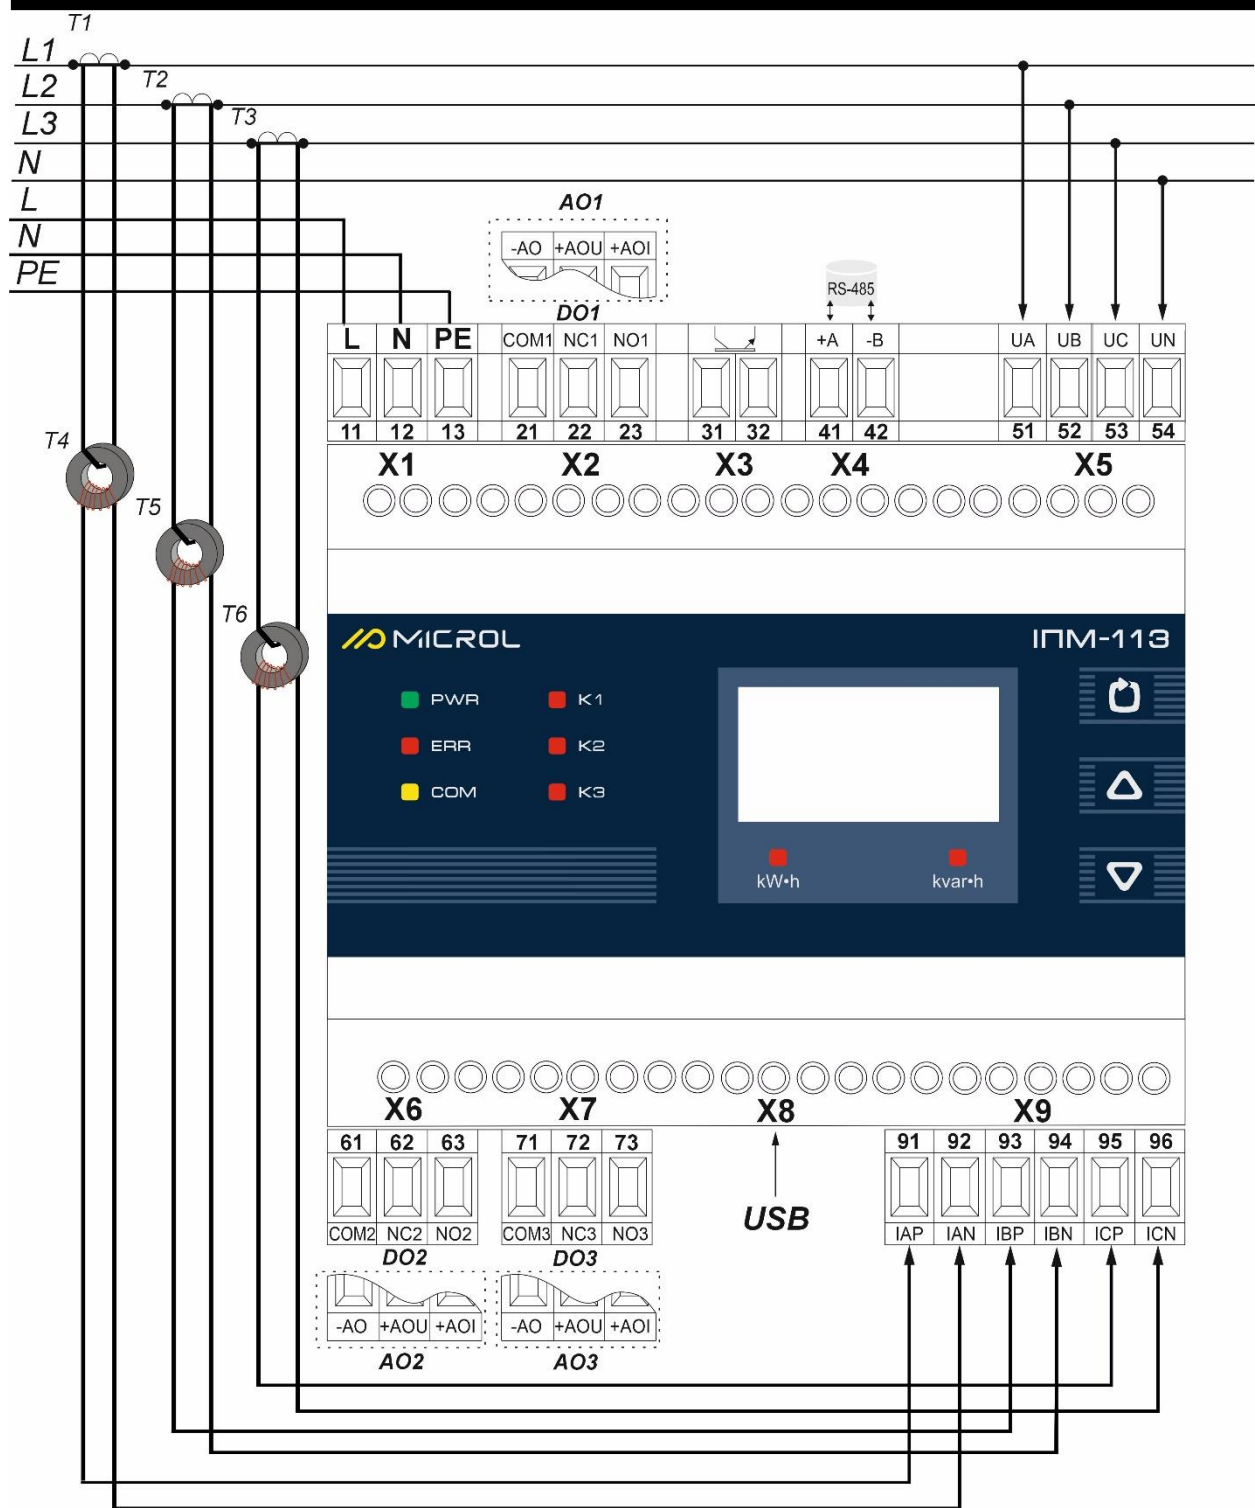 T1
L1
T2
L2
T3
L3
N
L
AO1
N
-AO +AOU +AOI
PE
RS-485
DO1
L N PE COM1 NC1 NO1 +A -B UA UB UC UN
11 12 13 21 22 23 31 32 41 42 51 52 53 54
T4
X1 X2 X3 X4 X5
T5
T6
MICROL ІПМ-113
PWR K1
ERR K2
COM K3
kW•h kvar•h
X6 X7 X8 X9
61 62 63 71 72 73 91 92 93 94 95 96
USB
COM2 NC2 NO2 COM3 NC3 NO3 IAP IAN IBP IBN ICP ICN
DO2 DO3
-AO +AOU +AOI -AO +AOU +AOI
AO2 AO3